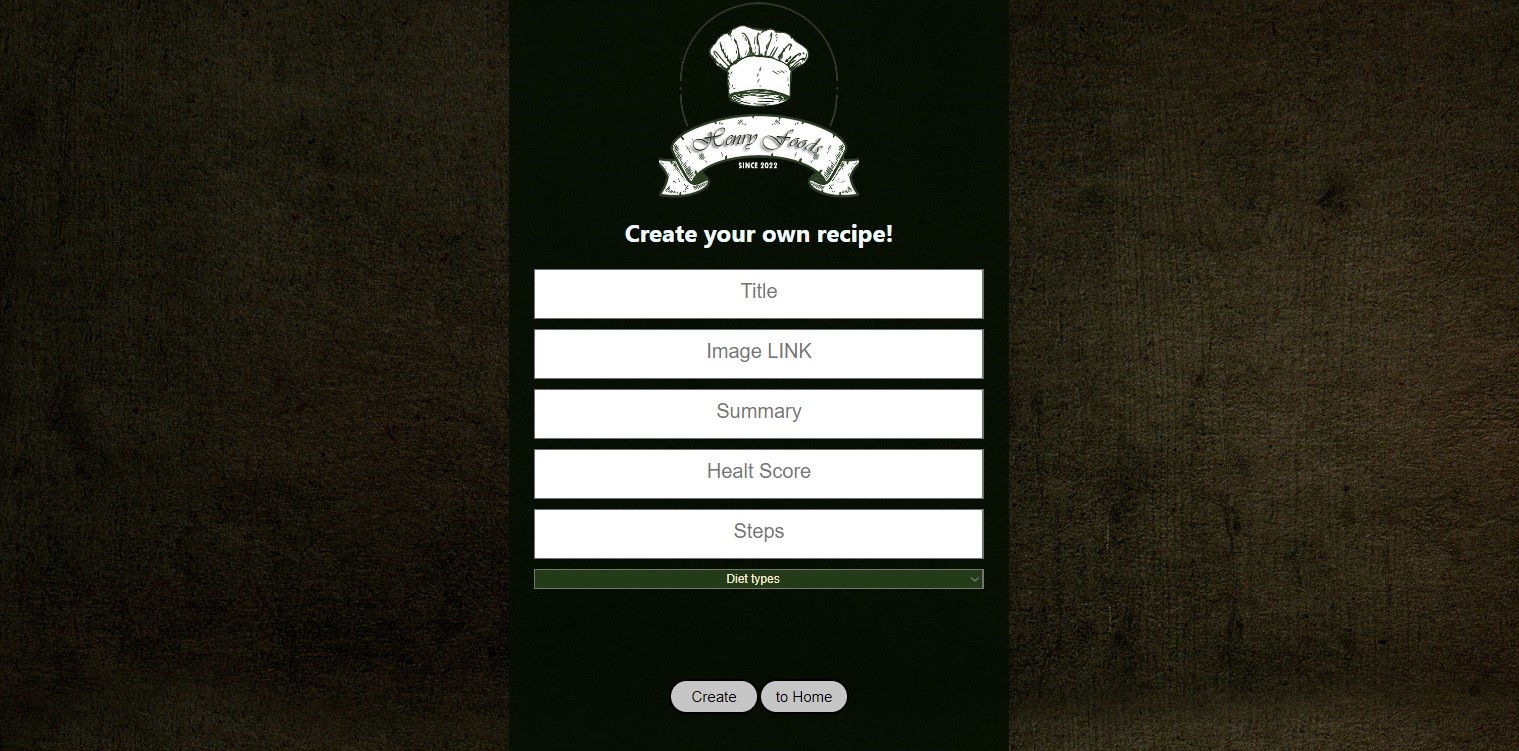 Henry Foods
SINCE 2022
Create your own recipe!
Title
Image LINK
Summary
Healt Score
Steps
Diet types
Create
to Home